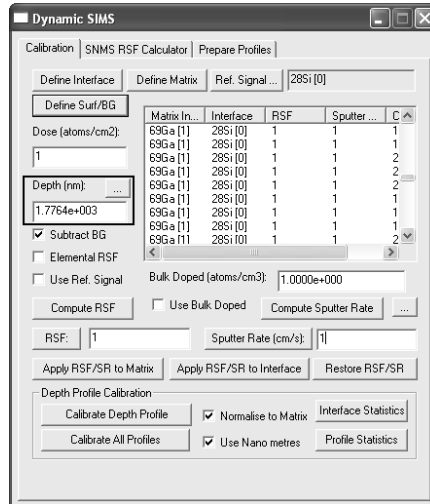 Dynamic SIMS
Calibration SNMS RSF Calculator Prepare Profiles
Define Interface Define Matrix Ref. Signal ... 28Si [0]
Define Surf/BG
Dose (atoms/cm2):
1
Depth (nm): ...
1.7764e+003
Matrix In... Interface RSF Sputter ... C
69Ga [1] 28Si [0] 1 1 1
69Ga [1] 28Si [0] 1 1 1
69Ga [1] 28Si [0] 1 1 2
69Ga [1] 28Si [0] 1 1 2
69Ga [1] 28Si [0] 1 1 1
69Ga [1] 28Si [0] 1 1 1
69Ga [1] 28Si [0] 1 1 1
69Ga [1] 28Si [0] 1 1 2
69Ga [1] 28Si [0] 1 1 2
Subtract BG
Elemental RSF
Use Ref. Signal Bulk Doped (atoms/cm3): 1.0000e+000
Compute RSF Use Bulk Doped Compute Sputter Rate ...
RSF: 1 Sputter Rate (cm/s): 1
Apply RSF/SR to Matrix Apply RSF/SR to Interface Restore RSF/SR
Depth Profile Calibration
Calibrate Depth Profile Normalise to Matrix Interface Statistics
Calibrate All Profiles Use Nano metres Profile Statistics